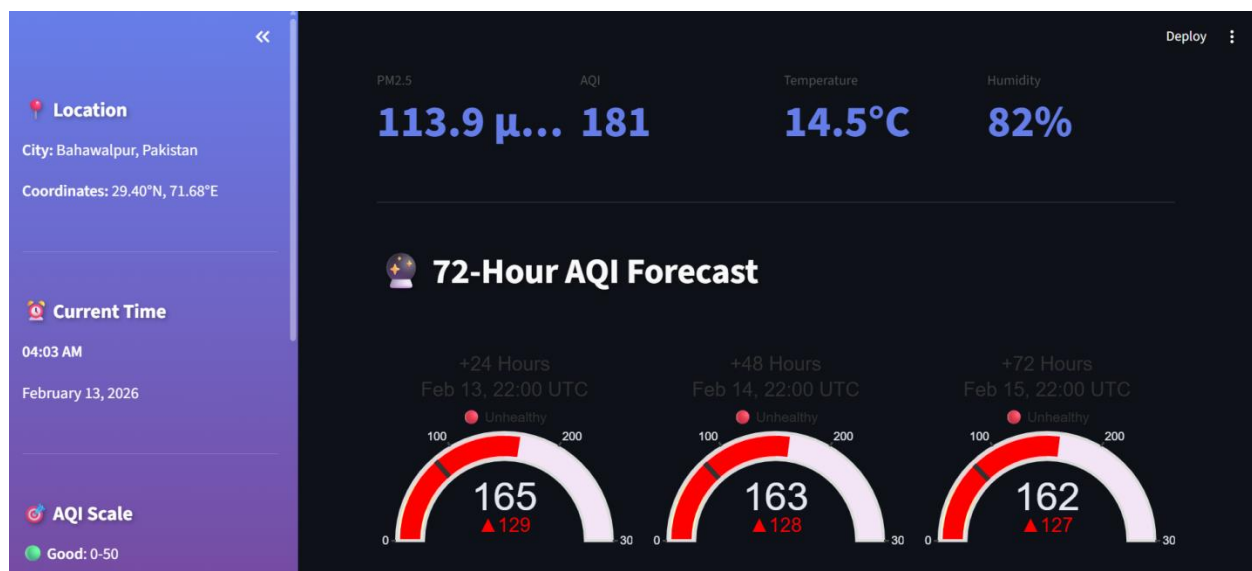 Deploy
Location
City: Bahawalpur, Pakistan
Coordinates: 29.40°N, 71.68°E
Current Time
04:03 AM
February 13, 2026
AQI Scale
Good: 0-50
PM2.5
113.9 µ...
AQI
181
Temperature
14.5°C
Humidity
82%
72-Hour AQI Forecast
+24 Hours
Feb 13, 22:00 UTC
Unhealthy
100
200
165
▲129
0
30
+48 Hours
Feb 14, 22:00 UTC
Unhealthy
100
200
163
▲128
0
30
+72 Hours
Feb 15, 22:00 UTC
Unhealthy
100
200
162
▲127
0
30